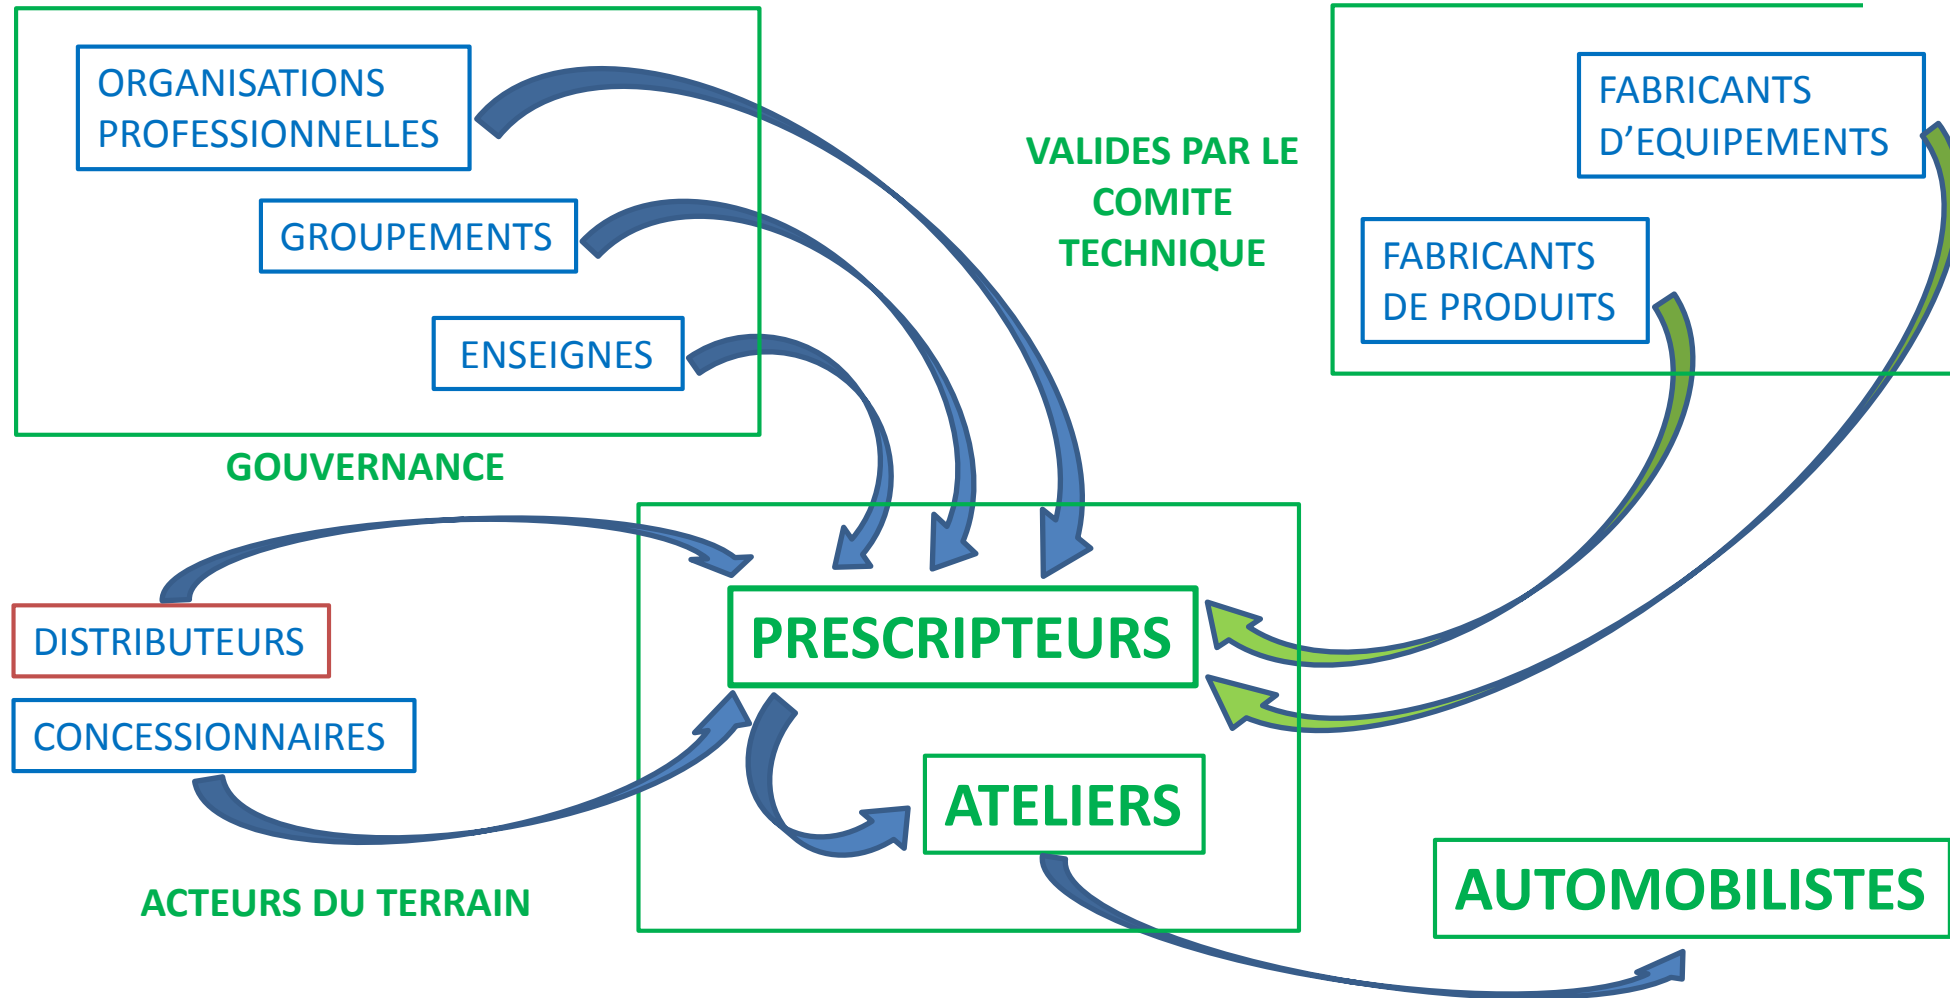 ORGANISATIONS
PROFESSIONNELLES
GROUPEMENTS
ENSEIGNES
GOUVERNANCE
VALIDES PAR LE
COMITE
TECHNIQUE
FABRICANTS
D’EQUIPEMENTS
FABRICANTS
DE PRODUITS
DISTRIBUTEURS
CONCESSIONNAIRES
ACTEURS DU TERRAIN
PRESCRIPTEURS
ATELIERS
AUTOMOBILISTES